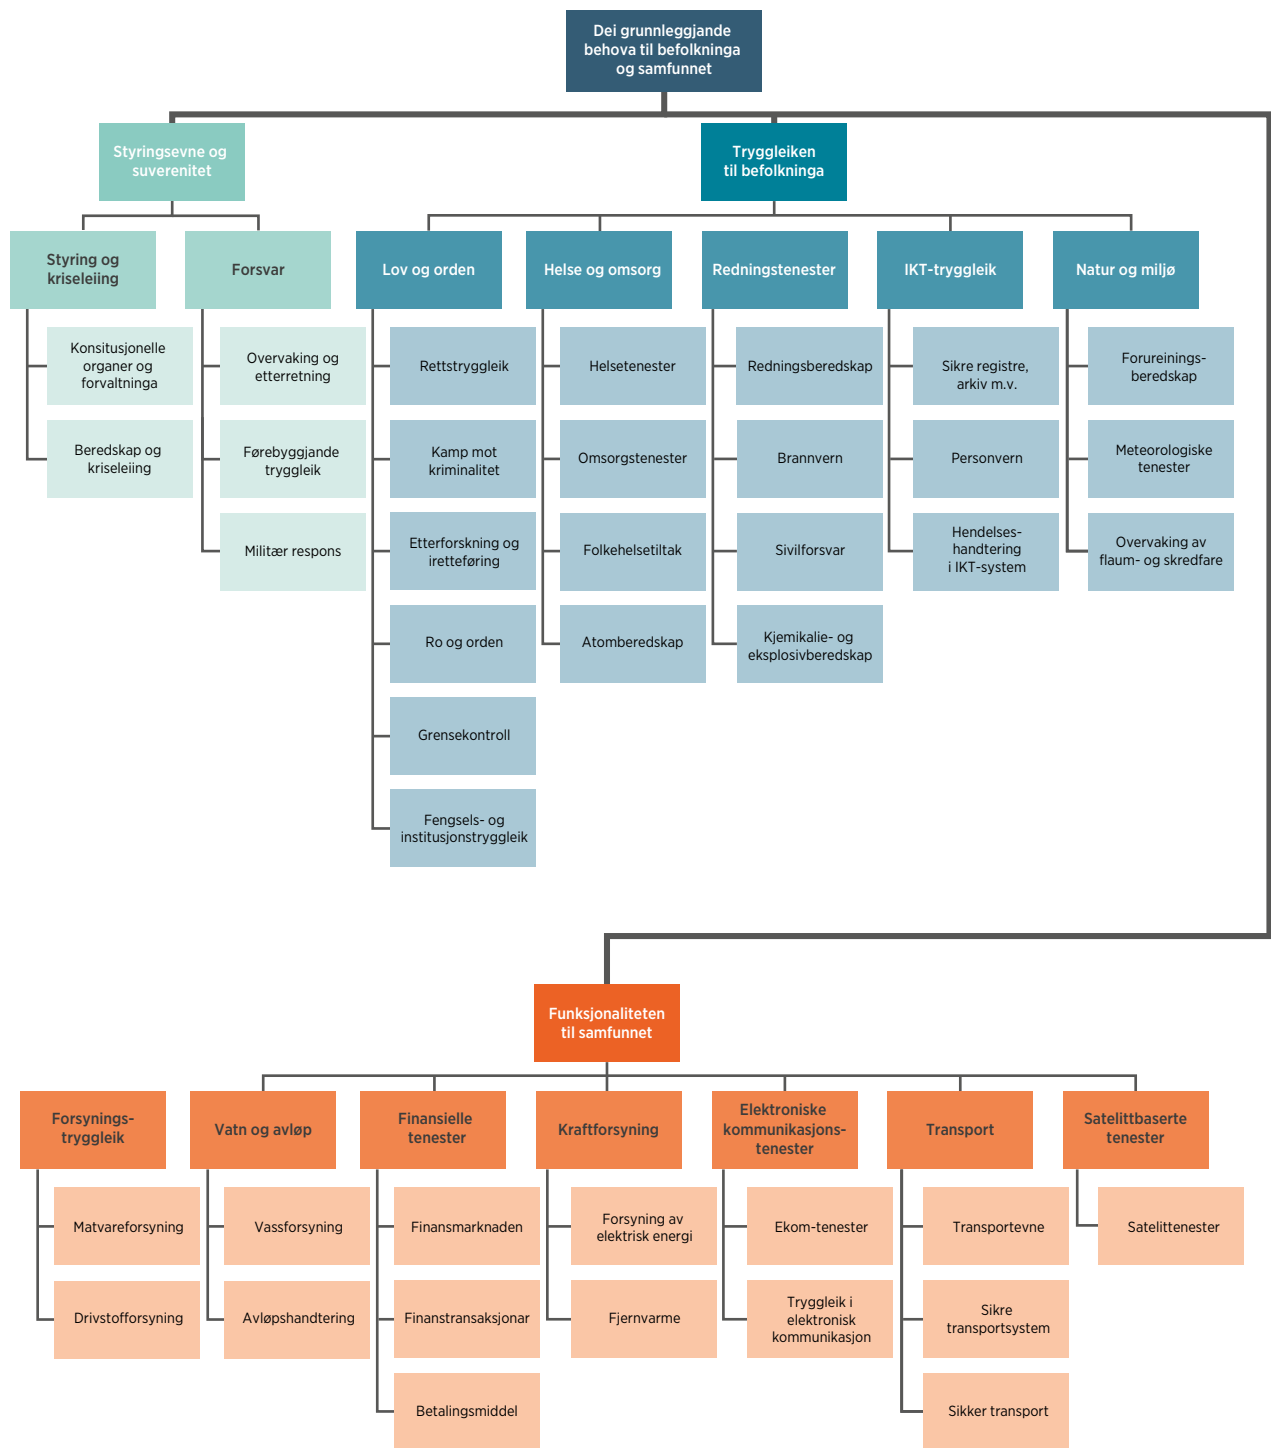 Dei grunnleggjande
behova til befolkninga
og samfunnet
Styringsevne og
suverenitet
Tryggleiken
til befolkninga
Styring og
kriseleiing
Forsvar
Lov og orden
Helse og omsorg
Redningstenester
IKT-tryggleik
Natur og miljø
Konsitusjonelle
organer og
forvaltninga
Beredskap og
kriseleiing
Overvaking og
etterretning
Førebyggjande
tryggleik
Militær respons
Rettstryggleik
Kamp mot
kriminalitet
Etterforskning og
iretteføring
Ro og orden
Grensekontroll
Fengsels- og
institusjonstryggleik
Helsetenester
Omsorgstenester
Folkehelsetiltak
Atomberedskap
Redningsberedskap
Brannvern
Sivilforsvar
Kjemikalie- og
eksplosivberedskap
Sikre registre,
arkiv m.v.
Personvern
Hendelses-
handtering
i IKT-system
Forureinings-
beredskap
Meteorologiske
tenester
Overvaking av
flaum- og skredfare
Funksjonaliteten
til samfunnet
Forsynings-
tryggleik
Vatn og avløp
Finansielle
tenester
Kraftforsyning
Elektroniske
kommunikasjons-
tenester
Transport
Satelittbaserte
tenester
Matvareforsyning
Drivstofforsyning
Vassforsyning
Avløpshandtering
Finansmarknaden
Finanstransaksjonar
Betalingsmiddel
Forsyning av
elektrisk energi
Fjernvarme
Ekom-tenester
Tryggleik i
elektronisk
kommunikasjon
Transportevne
Sikre
transportsystem
Sikker transport
Satelittenester